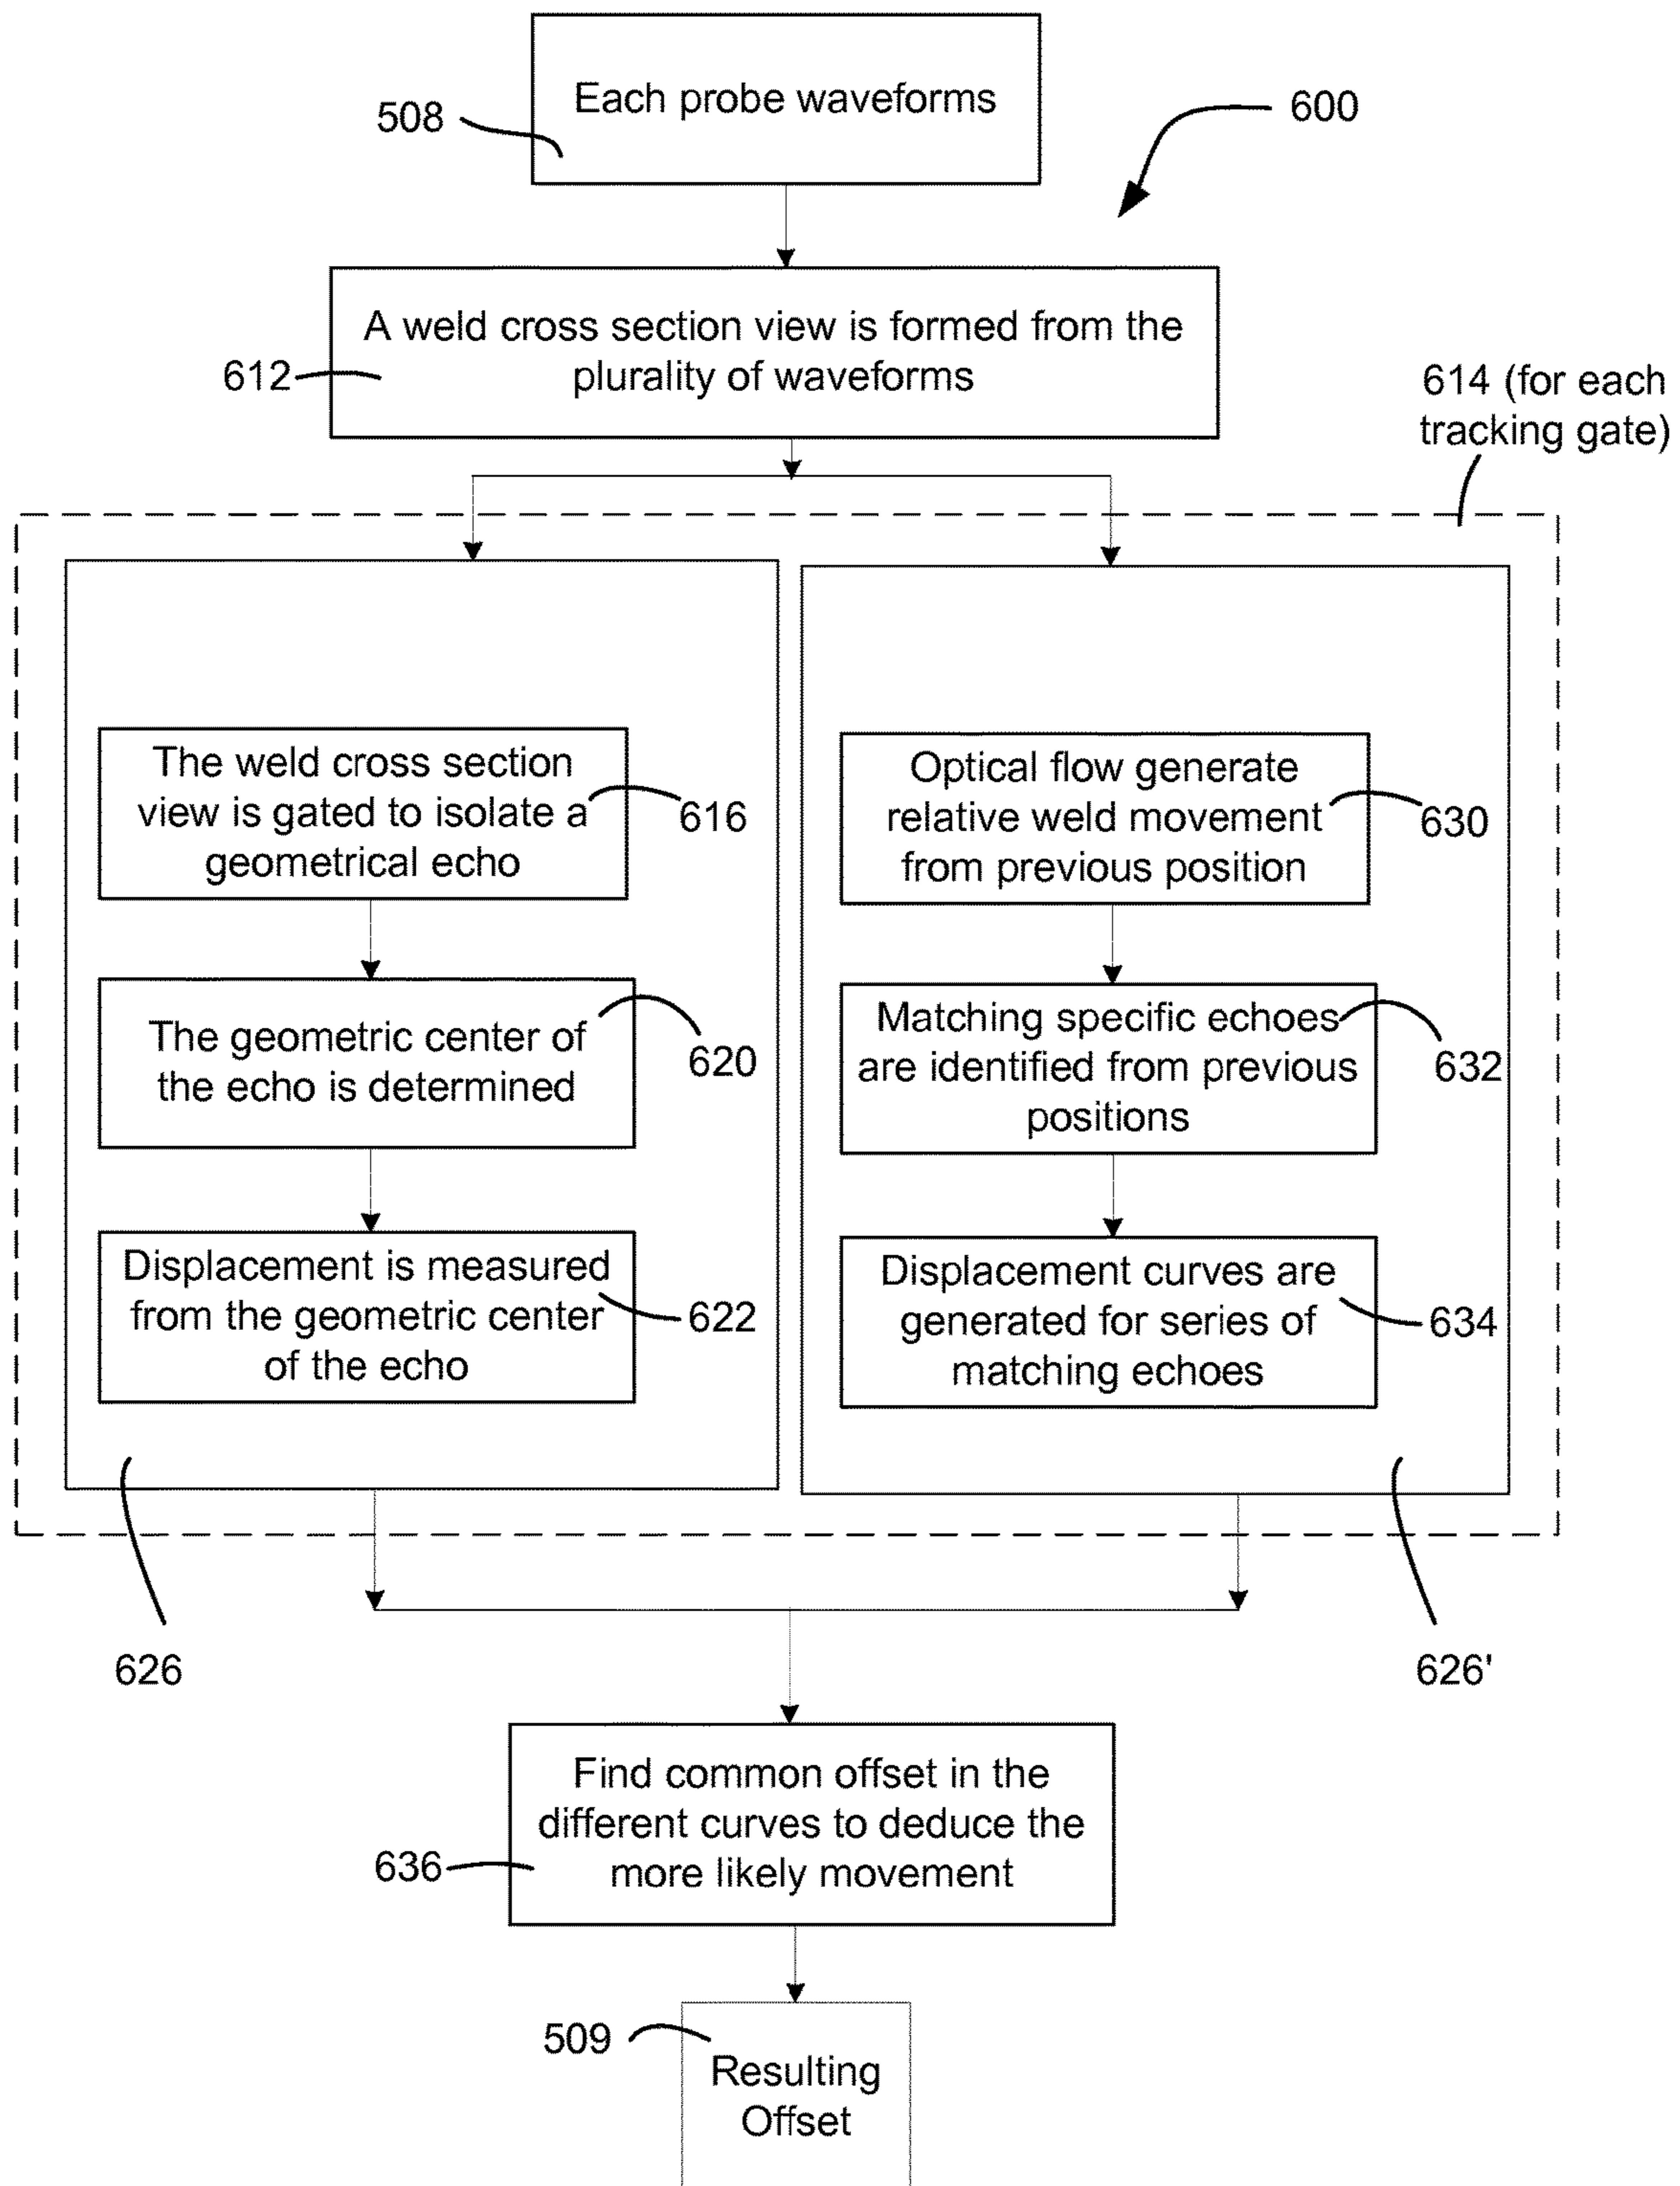 Each probe waveforms
508
600
A weld cross section view is formed from the
plurality of waveforms
612
614 (for each
tracking gate)
The weld cross section
view is gated to isolate a
geometrical echo
616
The geometric center of
the echo is determined
620
Displacement is measured
from the geometric center
of the echo
622
626
Optical flow generate
relative weld movement
from previous position
630
Matching specific echoes
are identified from previous
positions
632
Displacement curves are
generated for series of
matching echoes
634
626'
Find common offset in the
different curves to deduce the
more likely movement
636
509
Resulting
Offset